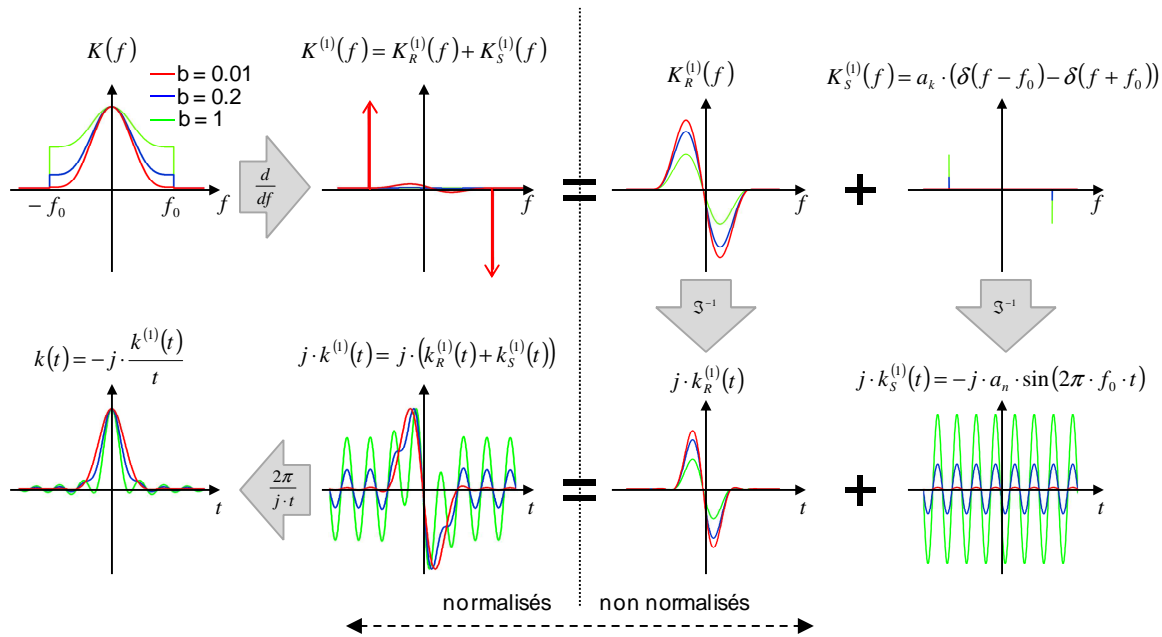 K(f)
b = 0.01
b = 0.2
b = 1
− f₀
f₀
f
d/df
K⁽¹⁾(f) = K_R⁽¹⁾(f) + K_S⁽¹⁾(f)
f
=
K_R⁽¹⁾(f)
f
+
K_S⁽¹⁾(f) = a_k · (δ(f − f₀) − δ(f + f₀))
f
ℑ⁻¹
ℑ⁻¹
k(t) = −j · k⁽¹⁾(t)/t
t
2π/j · t
j · k⁽¹⁾(t) = j · (k_R⁽¹⁾(t) + k_S⁽¹⁾(t))
t
=
j · k_R⁽¹⁾(t)
t
+
j · k_S⁽¹⁾(t) = −j · a_n · sin(2π · f₀ · t)
t
normalisés
non normalisés